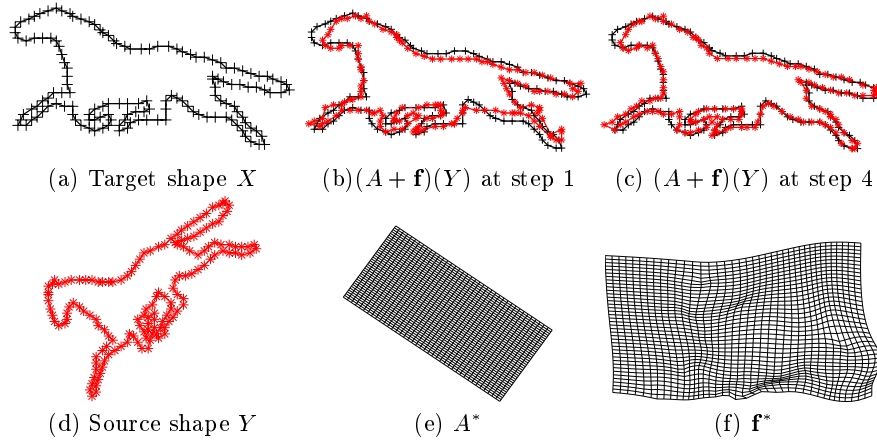 (a) Target shape X
(b)(A + f)(Y) at step 1
(c) (A + f)(Y) at step 4
(d) Source shape Y
(e) A*
(f) f*